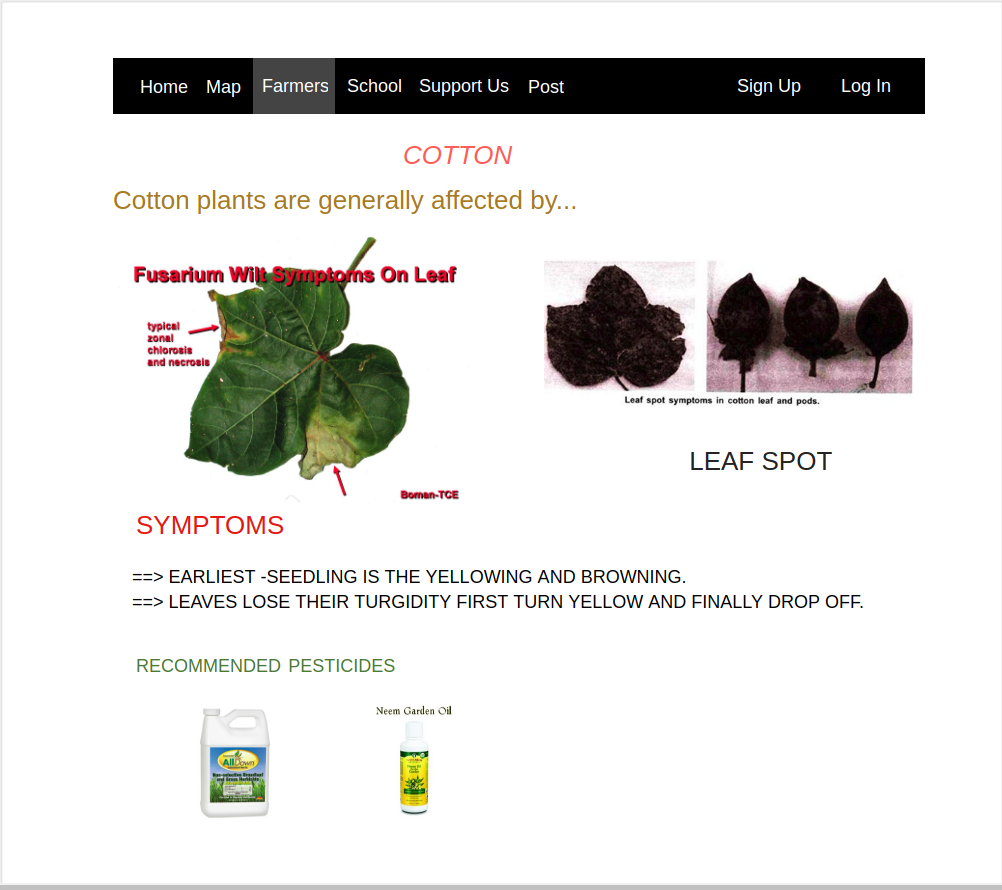 Home Map Farmers School Support Us Post Sign Up Log In
COTTON
Cotton plants are generally affected by...
Fusarium Wilt Symptoms On Leaf
typical
zonal
chlorosis
and necrosis
Boman-TCE
Leaf spot symptoms in cotton leaf and pods.
LEAF SPOT
SYMPTOMS
==> EARLIEST -SEEDLING IS THE YELLOWING AND BROWNING.
==> LEAVES LOSE THEIR TURGIDITY FIRST TURN YELLOW AND FINALLY DROP OFF.
RECOMMENDED PESTICIDES
AllDown
Non-selective Broadleaf
and Grass Herbicide
Neem Garden Oil